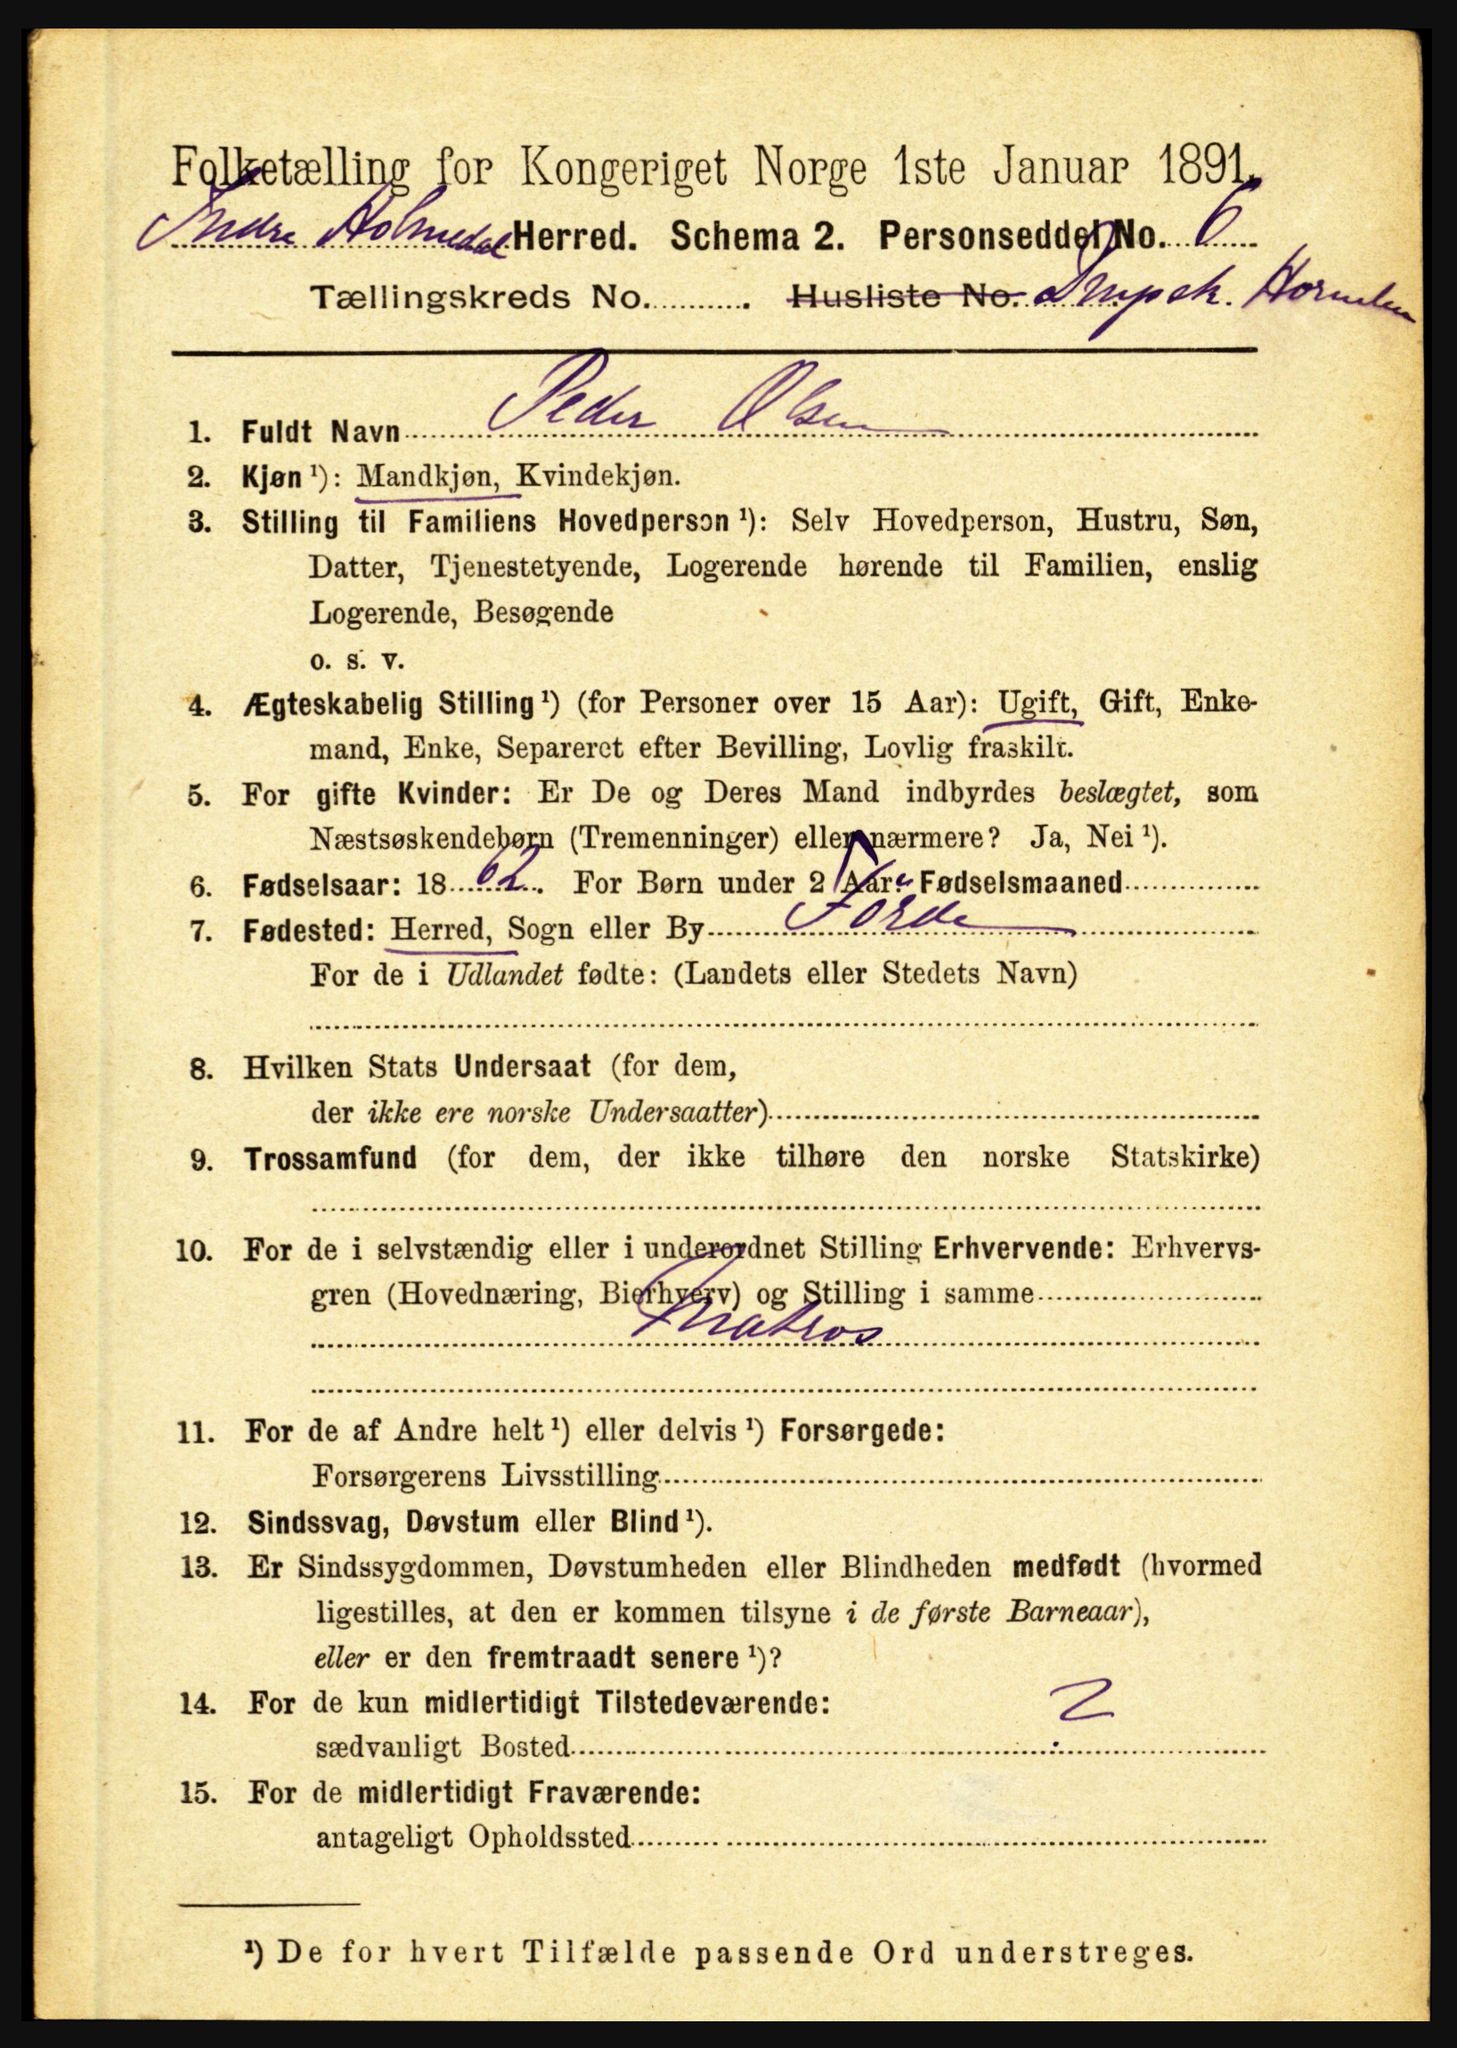 Folketælling for Kongeriget Norge 1ste Januar 1891.
Indre Holmedal Herred. Schema 2. Personseddel No. 6
Tællingskreds No. Husliste No. Dmpsk. Hornelen
1. Fuldt Navn Peder Olsen
2. Kjøn ¹): Mandkjøn, Kvindekjøn.
3. Stilling til Familiens Hovedperson ¹): Selv Hovedperson, Hustru, Søn,
Datter, Tjenestetyende, Logerende hørende til Familien, enslig
Logerende, Besøgende
o. s. v.
4. Ægteskabelig Stilling ¹) (for Personer over 15 Aar): Ugift, Gift, Enke-
mand, Enke, Separeret efter Bevilling, Lovlig fraskilt.
5. For gifte Kvinder: Er De og Deres Mand indbyrdes beslægtet, som
Næstsøskendebørn (Tremenninger) eller nærmere? Ja, Nei ¹).
6. Fødselsaar: 1862. For Børn under 2 Aar: Fødselsmaaned
7. Fødested: Herred, Sogn eller By Førde
For de i Udlandet fødte: (Landets eller Stedets Navn)
8. Hvilken Stats Undersaat (for dem,
der ikke ere norske Undersaatter)
9. Trossamfund (for dem, der ikke tilhøre den norske Statskirke)
10. For de i selvstændig eller i underordnet Stilling Erhvervende: Erhvervs-
gren (Hovednæring, Bierhverv) og Stilling i samme
Matros
11. For de af Andre helt ¹) eller delvis ¹) Forsørgede:
Forsørgerens Livsstilling
12. Sindssvag, Døvstum eller Blind ¹).
13. Er Sindssygdommen, Døvstumheden eller Blindheden medfødt (hvormed
ligestilles, at den er kommen tilsyne i de første Barneaar),
eller er den fremtraadt senere ¹)?
14. For de kun midlertidigt Tilstedeværende:
sædvanligt Bosted
15. For de midlertidigt Fraværende:
antageligt Opholdssted
¹) De for hvert Tilfælde passende Ord understreges.